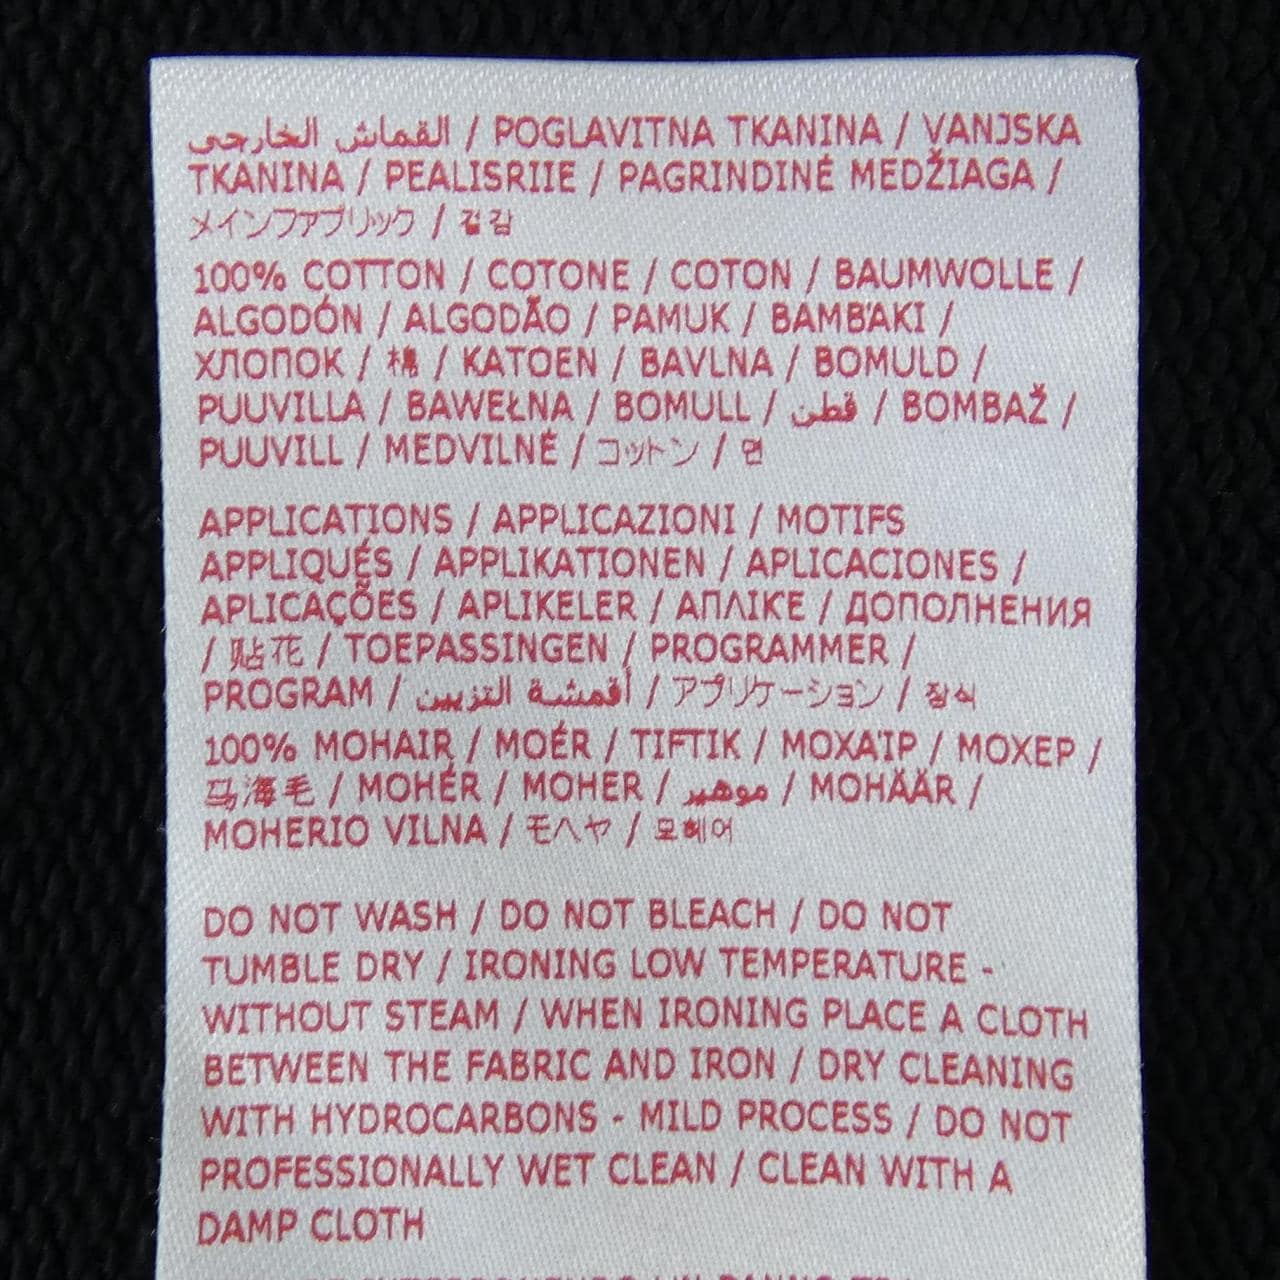 القماش الخارجي / POGLAVITNA TKANINA / VANJSKA
TKANINA / PEALISRIIE / PAGRINDINĖ MEDŽIAGA /
メインファブリック / 겉감
100% COTTON / COTONE / COTON / BAUMWOLLE /
ALGODÓN / ALGODÃO / PAMUK / ΒΑΜΒΆΚΙ /
ХЛОПОК / 棉 / KATOEN / BAVLNA / BOMULD /
PUUVILLA / BAWEŁNA / BOMULL / قطن / BOMBAŽ /
PUUVILL / MEDVILNĖ / コットン / 면
APPLICATIONS / APPLICAZIONI / MOTIFS
APPLIQUÉS / APPLIKATIONEN / APLICACIONES /
APLICAÇÕES / APLIKELER / ΑΠΛΙΚΕ / ДОПОЛНЕНИЯ
/ 贴花 / TOEPASSINGEN / PROGRAMMER /
PROGRAM / أقمشة التزيين / アプリケーション / 장식
100% MOHAIR / MOÉR / TIFTIK / ΜΟΧΑΊΡ / МОХЕР /
马海毛 / MOHÉR / MOHER / موهير / MOHÄÄR /
MOHERIO VILNA / モヘヤ / 모헤어
DO NOT WASH / DO NOT BLEACH / DO NOT
TUMBLE DRY / IRONING LOW TEMPERATURE -
WITHOUT STEAM / WHEN IRONING PLACE A CLOTH
BETWEEN THE FABRIC AND IRON / DRY CLEANING
WITH HYDROCARBONS - MILD PROCESS / DO NOT
PROFESSIONALLY WET CLEAN / CLEAN WITH A
DAMP CLOTH